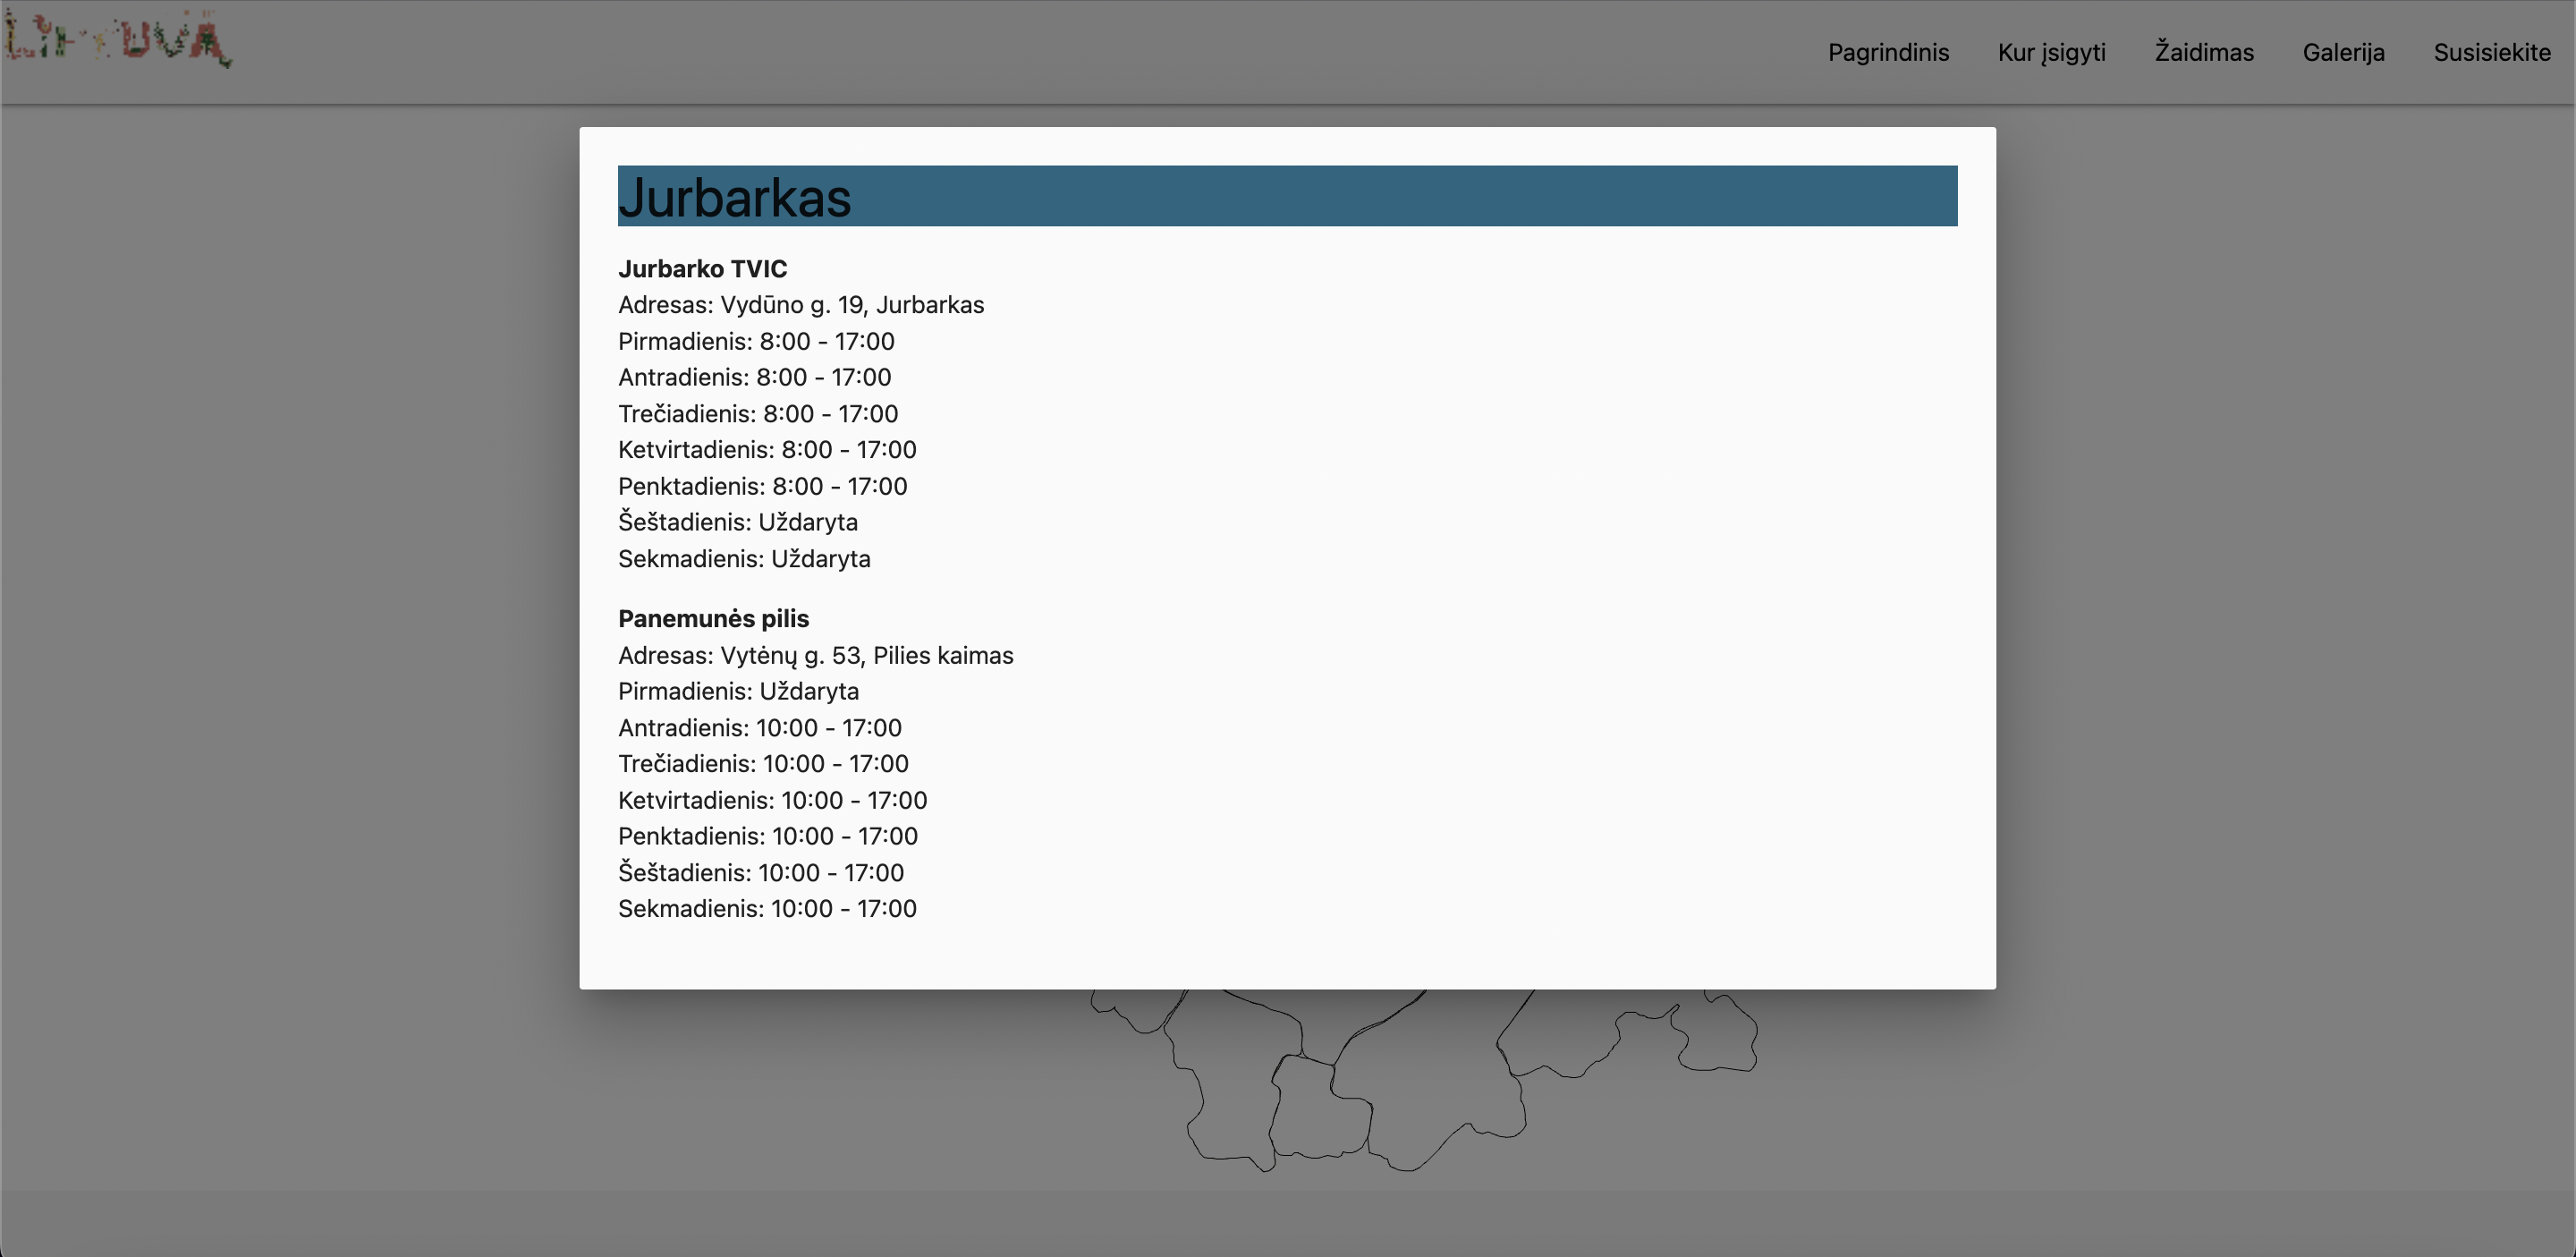 LIETUVA
Pagrindinis
Kur įsigyti
Žaidimas
Galerija
Susisiekite
Jurbarkas
Jurbarko TVIC
Adresas: Vydūno g. 19, Jurbarkas
Pirmadienis: 8:00 - 17:00
Antradienis: 8:00 - 17:00
Trečiadienis: 8:00 - 17:00
Ketvirtadienis: 8:00 - 17:00
Penktadienis: 8:00 - 17:00
Šeštadienis: Uždaryta
Sekmadienis: Uždaryta
Panemunės pilis
Adresas: Vytėnų g. 53, Pilies kaimas
Pirmadienis: Uždaryta
Antradienis: 10:00 - 17:00
Trečiadienis: 10:00 - 17:00
Ketvirtadienis: 10:00 - 17:00
Penktadienis: 10:00 - 17:00
Šeštadienis: 10:00 - 17:00
Sekmadienis: 10:00 - 17:00